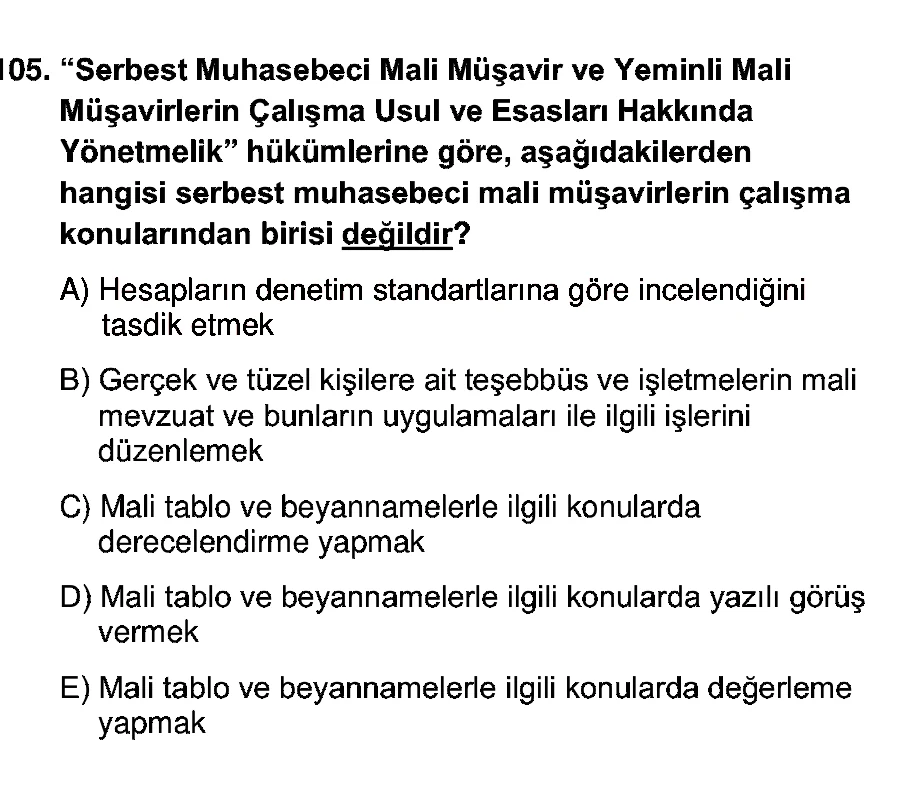 105. “Serbest Muhasebeci Mali Müşavir ve Yeminli Mali
Müşavirlerin Çalışma Usul ve Esasları Hakkında
Yönetmelik” hükümlerine göre, aşağıdakilerden
hangisi serbest muhasebeci mali müşavirlerin çalışma
konularından birisi değildir?
A) Hesapların denetim standartlarına göre incelendiğini
tasdik etmek
B) Gerçek ve tüzel kişilere ait teşebbüs ve işletmelerin mali
mevzuat ve bunların uygulamaları ile ilgili işlerini
düzenlemek
C) Mali tablo ve beyannamelerle ilgili konularda
derecelendirme yapmak
D) Mali tablo ve beyannamelerle ilgili konularda yazılı görüş
vermek
E) Mali tablo ve beyannamelerle ilgili konularda değerleme
yapmak